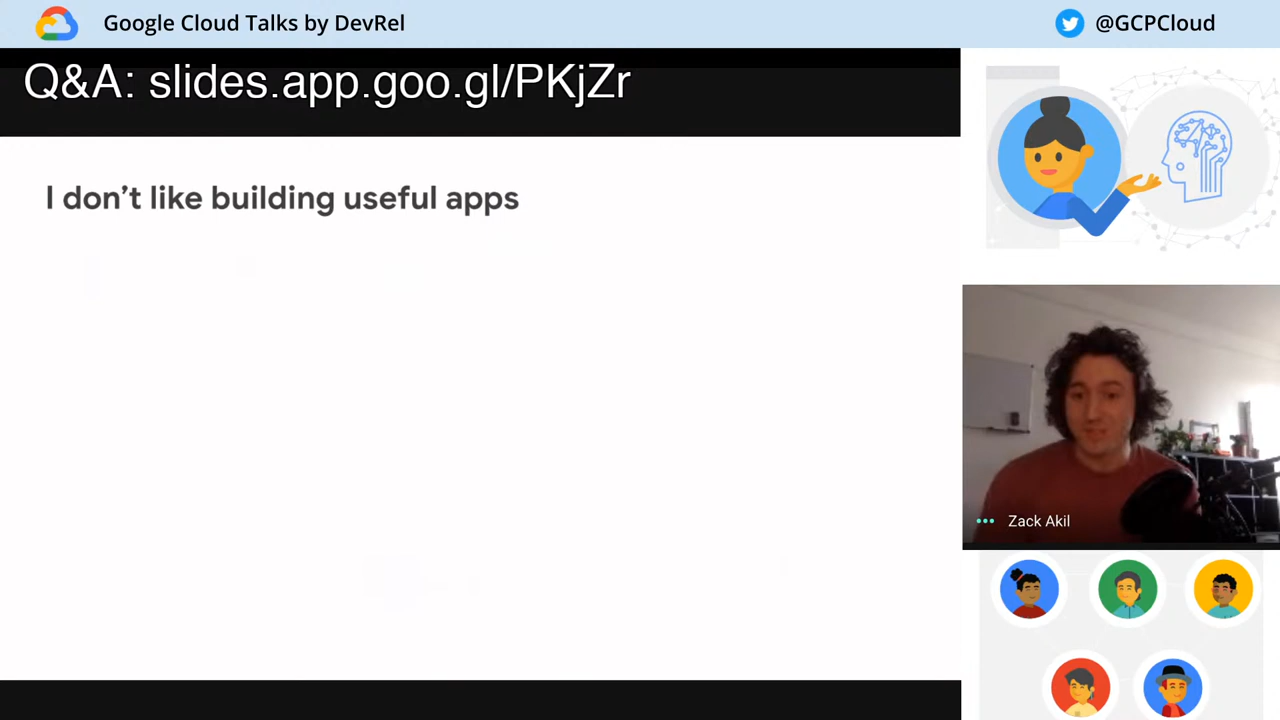 Google Cloud Talks by DevRel
@GCPCloud
Q&A: slides.app.goo.gl/PKjZr
I don’t like building useful apps
Zack Akil